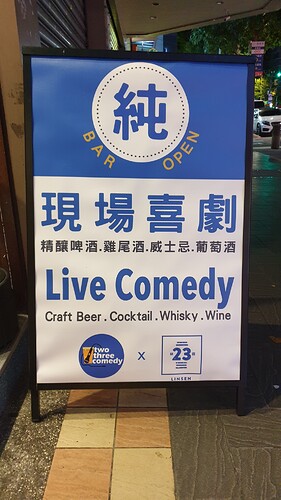 純
BAR OPEN
現場喜劇
精釀啤酒.雞尾酒.威士忌.葡萄酒
Live Comedy
Craft Beer . Cocktail . Whisky . Wine
two
three
comedy
X
23
LINSEN